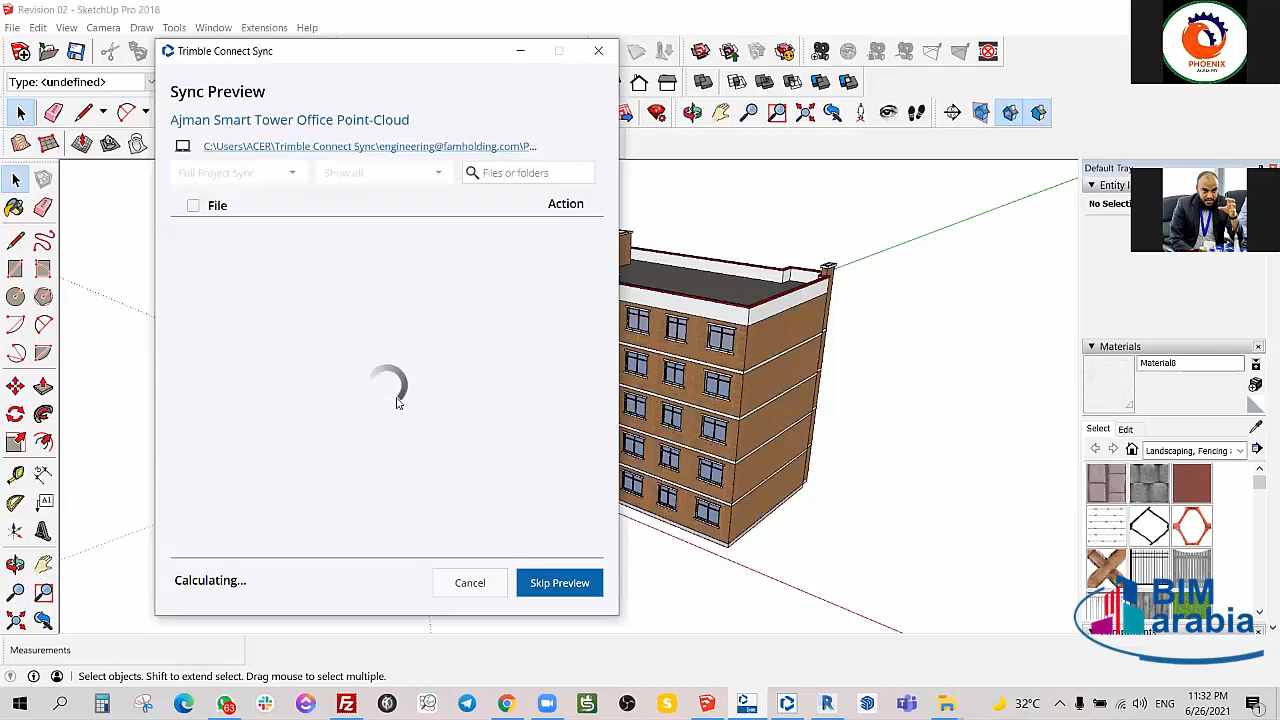 Revision 02 - SketchUp Pro 2018
File Edit View Camera Draw Tools Window Extensions Help
Type: <undefined>
Trimble Connect Sync
Sync Preview
Ajman Smart Tower Office Point-Cloud
C:\Users\ACER\Trimble Connect Sync\engineering@famholding.com\P...
Full Project Sync
Show all
Files or folders
File
Action
Calculating...
Cancel
Skip Preview
PHOENIX
ACADEMY
Default Tray
Entity I
No Selecti
Materials
Material8
Select
Edit
Landscaping, Fencing
BIM
arabia
Measurements
Select objects. Shift to extend select. Drag mouse to select multiple.
63
Sync
32°C
ENG
11:32 PM
6/26/2021